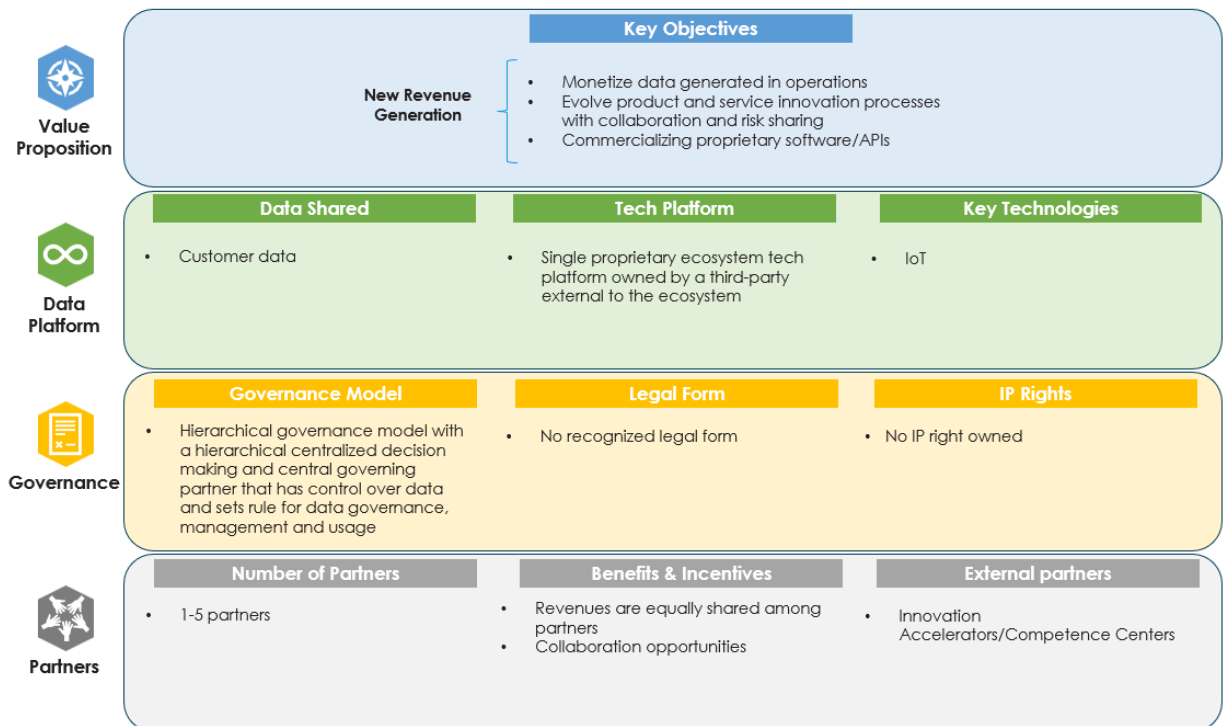 Key Objectives
Value
Proposition
New Revenue
Generation
• Monetize data generated in operations
• Evolve product and service innovation processes
with collaboration and risk sharing
• Commercializing proprietary software/APIs
Data
Platform
Data Shared
• Customer data
Tech Platform
• Single proprietary ecosystem tech
platform owned by a third-party
external to the ecosystem
Key Technologies
• IoT
Governance
Governance Model
• Hierarchical governance model with
a hierarchical centralized decision
making and central governing
partner that has control over data
and sets rule for data governance,
management and usage
Legal Form
• No recognized legal form
IP Rights
• No IP right owned
Partners
Number of Partners
• 1-5 partners
Benefits & Incentives
• Revenues are equally shared among
partners
• Collaboration opportunities
External partners
• Innovation
Accelerators/Competence Centers